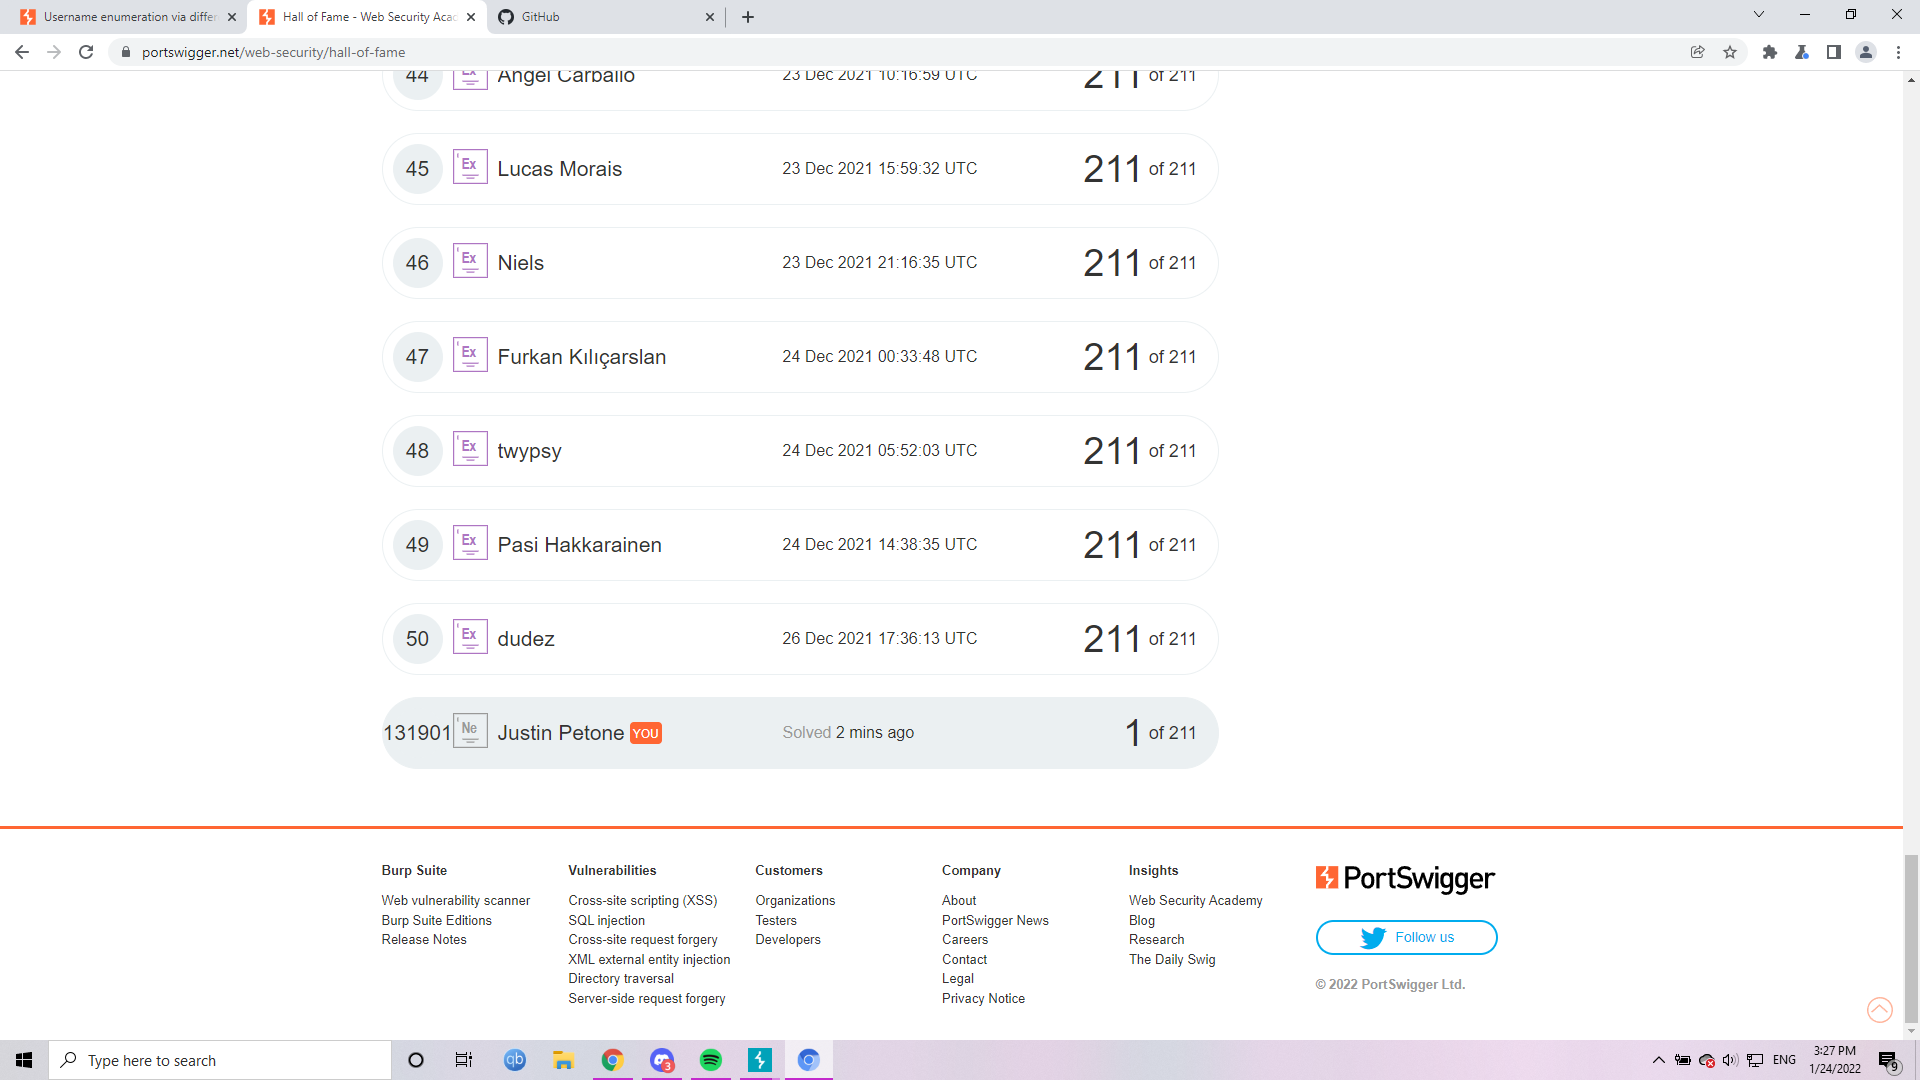 Username enumeration via differ
Hall of Fame - Web Security Acac
GitHub
portswigger.net/web-security/hall-of-fame
44 Ex Angel Carballo 23 Dec 2021 10:16:59 UTC 211 of 211
45 Ex Lucas Morais 23 Dec 2021 15:59:32 UTC 211 of 211
46 Ex Niels 23 Dec 2021 21:16:35 UTC 211 of 211
47 Ex Furkan Kılıçarslan 24 Dec 2021 00:33:48 UTC 211 of 211
48 Ex twypsy 24 Dec 2021 05:52:03 UTC 211 of 211
49 Ex Pasi Hakkarainen 24 Dec 2021 14:38:35 UTC 211 of 211
50 Ex dudez 26 Dec 2021 17:36:13 UTC 211 of 211
131901 Ne Justin Petone YOU Solved 2 mins ago 1 of 211
Burp Suite
Web vulnerability scanner
Burp Suite Editions
Release Notes
Vulnerabilities
Cross-site scripting (XSS)
SQL injection
Cross-site request forgery
XML external entity injection
Directory traversal
Server-side request forgery
Customers
Organizations
Testers
Developers
Company
About
PortSwigger News
Careers
Contact
Legal
Privacy Notice
Insights
Web Security Academy
Blog
Research
The Daily Swig
PortSwigger
Follow us
© 2022 PortSwigger Ltd.
Type here to search
qb
3
ENG
3:27 PM
1/24/2022
9